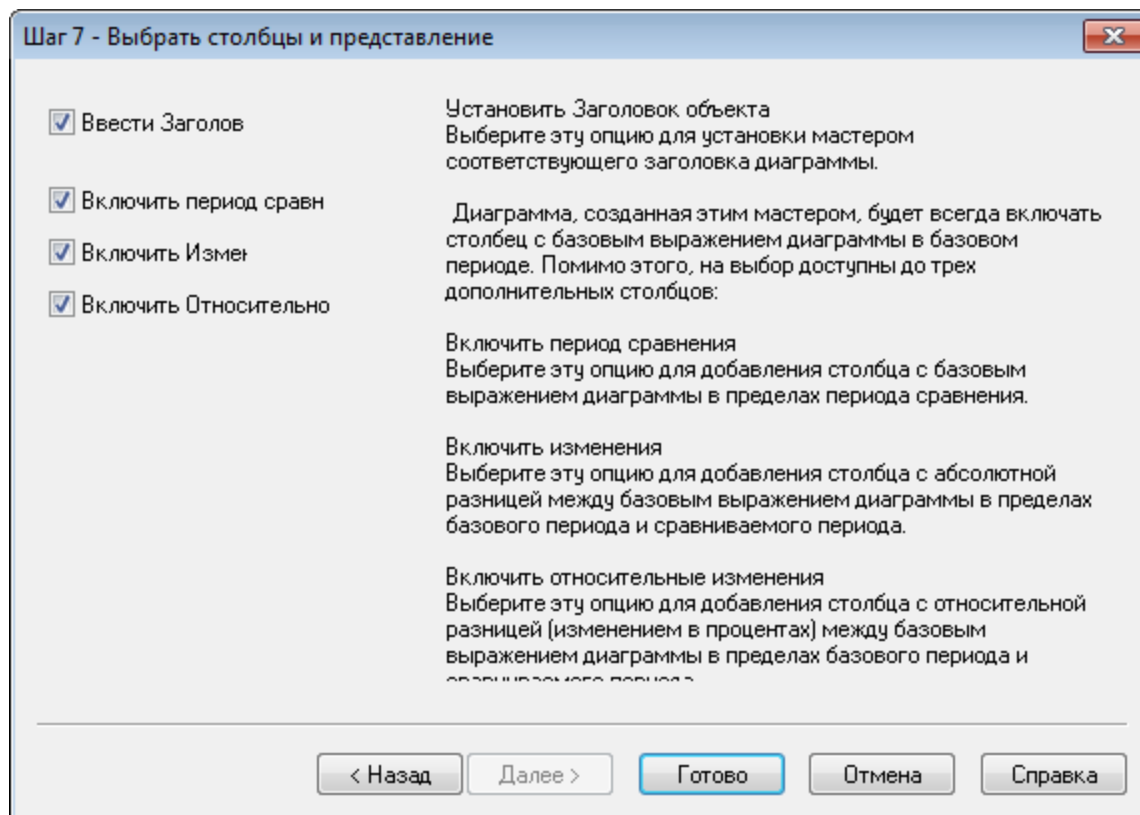 Шаг 7 - Выбрать столбцы и представление
Ввести Заголов
Включить период сравн
Включить Измен
Включить Относительно
Установить Заголовок объекта
Выберите эту опцию для установки мастером
соответствующего заголовка диаграммы.
Диаграмма, созданная этим мастером, будет всегда включать
столбец с базовым выражением диаграммы в базовом
периоде. Помимо этого, на выбор доступны до трех
дополнительных столбцов:
Включить период сравнения
Выберите эту опцию для добавления столбца с базовым
выражением диаграммы в пределах периода сравнения.
Включить изменения
Выберите эту опцию для добавления столбца с абсолютной
разницей между базовым выражением диаграммы в пределах
базового периода и сравниваемого периода.
Включить относительные изменения
Выберите эту опцию для добавления столбца с относительной
разницей (изменением в процентах) между базовым
выражением диаграммы в пределах базового периода и
сравниваемого периода.
< Назад
Далее >
Готово
Отмена
Справка